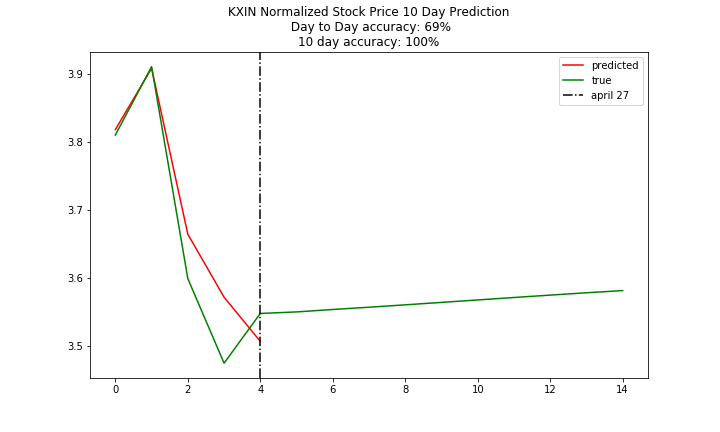 KXIN Normalized Stock Price 10 Day Prediction
Day to Day accuracy: 69%
10 day accuracy: 100%
predicted
true
april 27
3.9
3.8
3.7
3.6
3.5
0 2 4 6 8 10 12 14